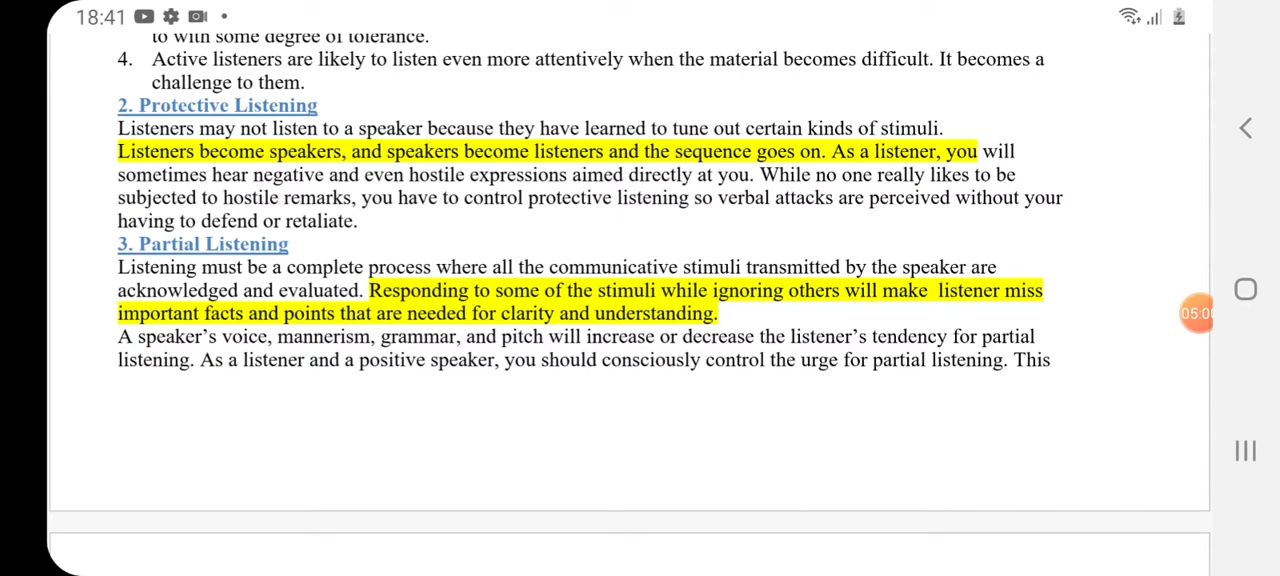 18:41
to with some degree of tolerance.
4. Active listeners are likely to listen even more attentively when the material becomes difficult. It becomes a
challenge to them.
2. Protective Listening
Listeners may not listen to a speaker because they have learned to tune out certain kinds of stimuli.
Listeners become speakers, and speakers become listeners and the sequence goes on. As a listener, you will
sometimes hear negative and even hostile expressions aimed directly at you. While no one really likes to be
subjected to hostile remarks, you have to control protective listening so verbal attacks are perceived without your
having to defend or retaliate.
3. Partial Listening
Listening must be a complete process where all the communicative stimuli transmitted by the speaker are
acknowledged and evaluated. Responding to some of the stimuli while ignoring others will make listener miss
important facts and points that are needed for clarity and understanding.
A speaker's voice, mannerism, grammar, and pitch will increase or decrease the listener's tendency for partial
listening. As a listener and a positive speaker, you should consciously control the urge for partial listening. This